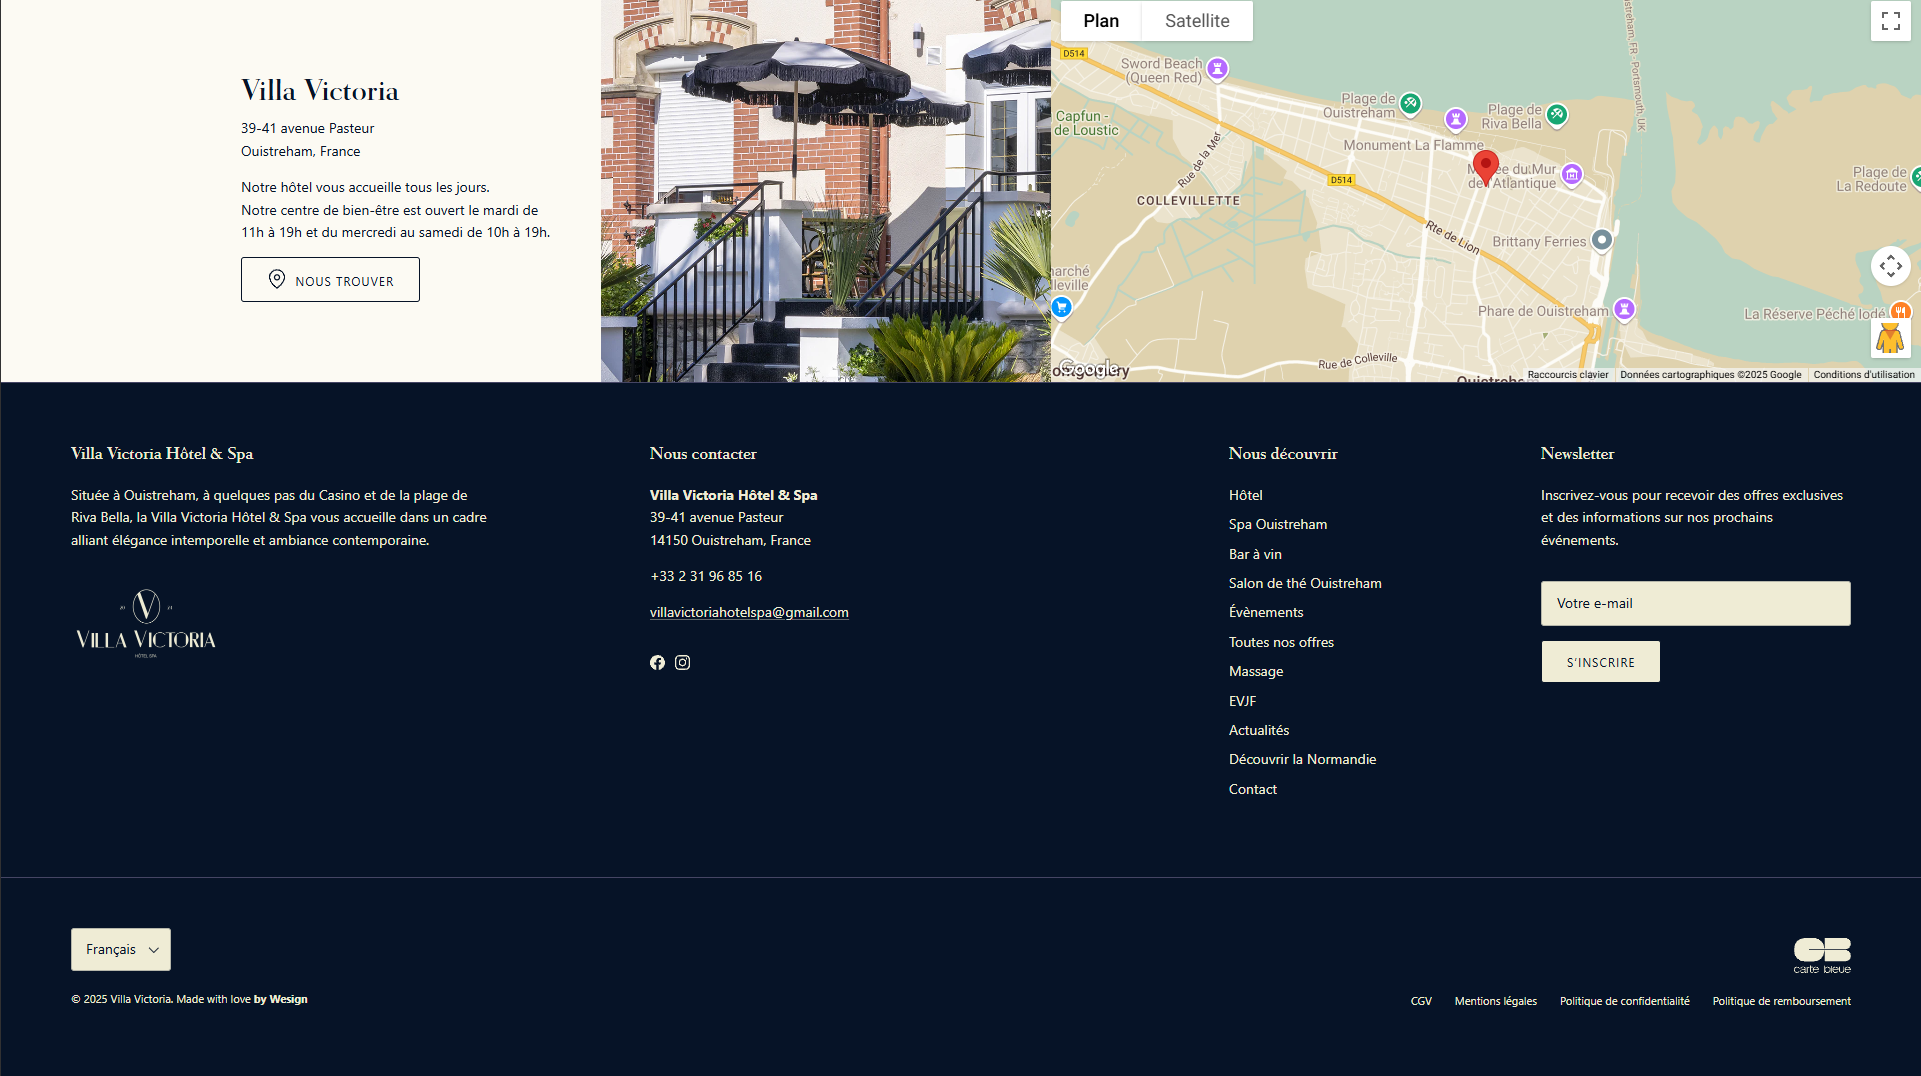 Villa Victoria
39-41 avenue Pasteur
Ouistreham, France
Notre hôtel vous accueille tous les jours.
Notre centre de bien-être est ouvert le mardi de
11h à 19h et du mercredi au samedi de 10h à 19h.
NOUS TROUVER
Plan
Satellite
D514
Sword Beach
(Queen Red)
Capfun -
de Loustic
Rue de la Mer
Plage de
Ouistreham
Plage de
Riva Bella
Monument La Flamme
du Mur
de l'Atlantique
D514
COLLEVILLETTE
Rte de Lion
Brittany Ferries
Plage de
La Redoute
Phare de Ouistreham
La Réserve Péché Iodé
Rue de Colleville
Google
Raccourcis clavier
Données cartographiques ©2025 Google
Conditions d'utilisation
Villa Victoria Hôtel & Spa
Située à Ouistreham, à quelques pas du Casino et de la plage de
Riva Bella, la Villa Victoria Hôtel & Spa vous accueille dans un cadre
alliant élégance intemporelle et ambiance contemporaine.
V
VILLA VICTORIA
HÔTEL SPA
Nous contacter
Villa Victoria Hôtel & Spa
39-41 avenue Pasteur
14150 Ouistreham, France
+33 2 31 96 85 16
villavictoriahotelspa@gmail.com
Nous découvrir
Hôtel
Spa Ouistreham
Bar à vin
Salon de thé Ouistreham
Évènements
Toutes nos offres
Massage
EVJF
Actualités
Découvrir la Normandie
Contact
Newsletter
Inscrivez-vous pour recevoir des offres exclusives
et des informations sur nos prochains
événements.
Votre e-mail
S'INSCRIRE
Français
© 2025 Villa Victoria. Made with love by Wesign
CB
carte bleue
CGV
Mentions légales
Politique de confidentialité
Politique de remboursement